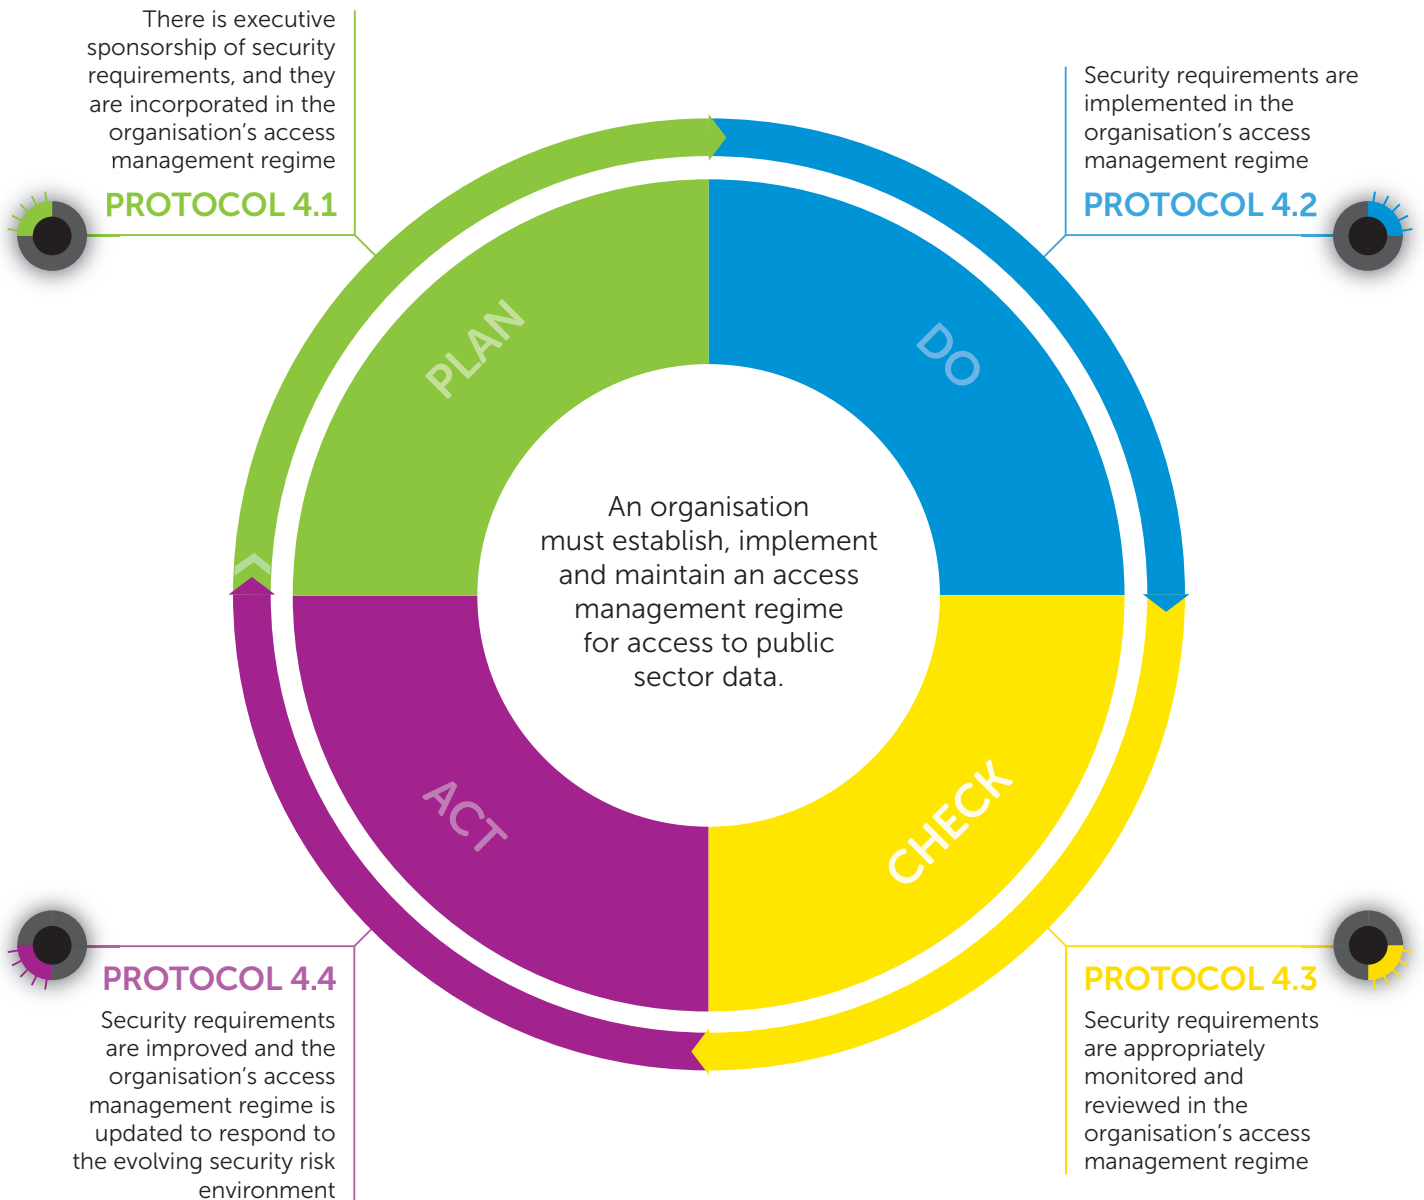 There is executive
sponsorship of security
requirements, and they
are incorporated in the
organisation's access
management regime
PROTOCOL 4.1
Security requirements are
implemented in the
organisation's access
management regime
PROTOCOL 4.2
PLAN
DO
An organisation
must establish, implement
and maintain an access
management regime
for access to public
sector data.
ACT
CHECK
PROTOCOL 4.4
Security requirements
are improved and the
organisation's access
management regime is
updated to respond to
the evolving security risk
environment
PROTOCOL 4.3
Security requirements
are appropriately
monitored and
reviewed in the
organisation's access
management regime